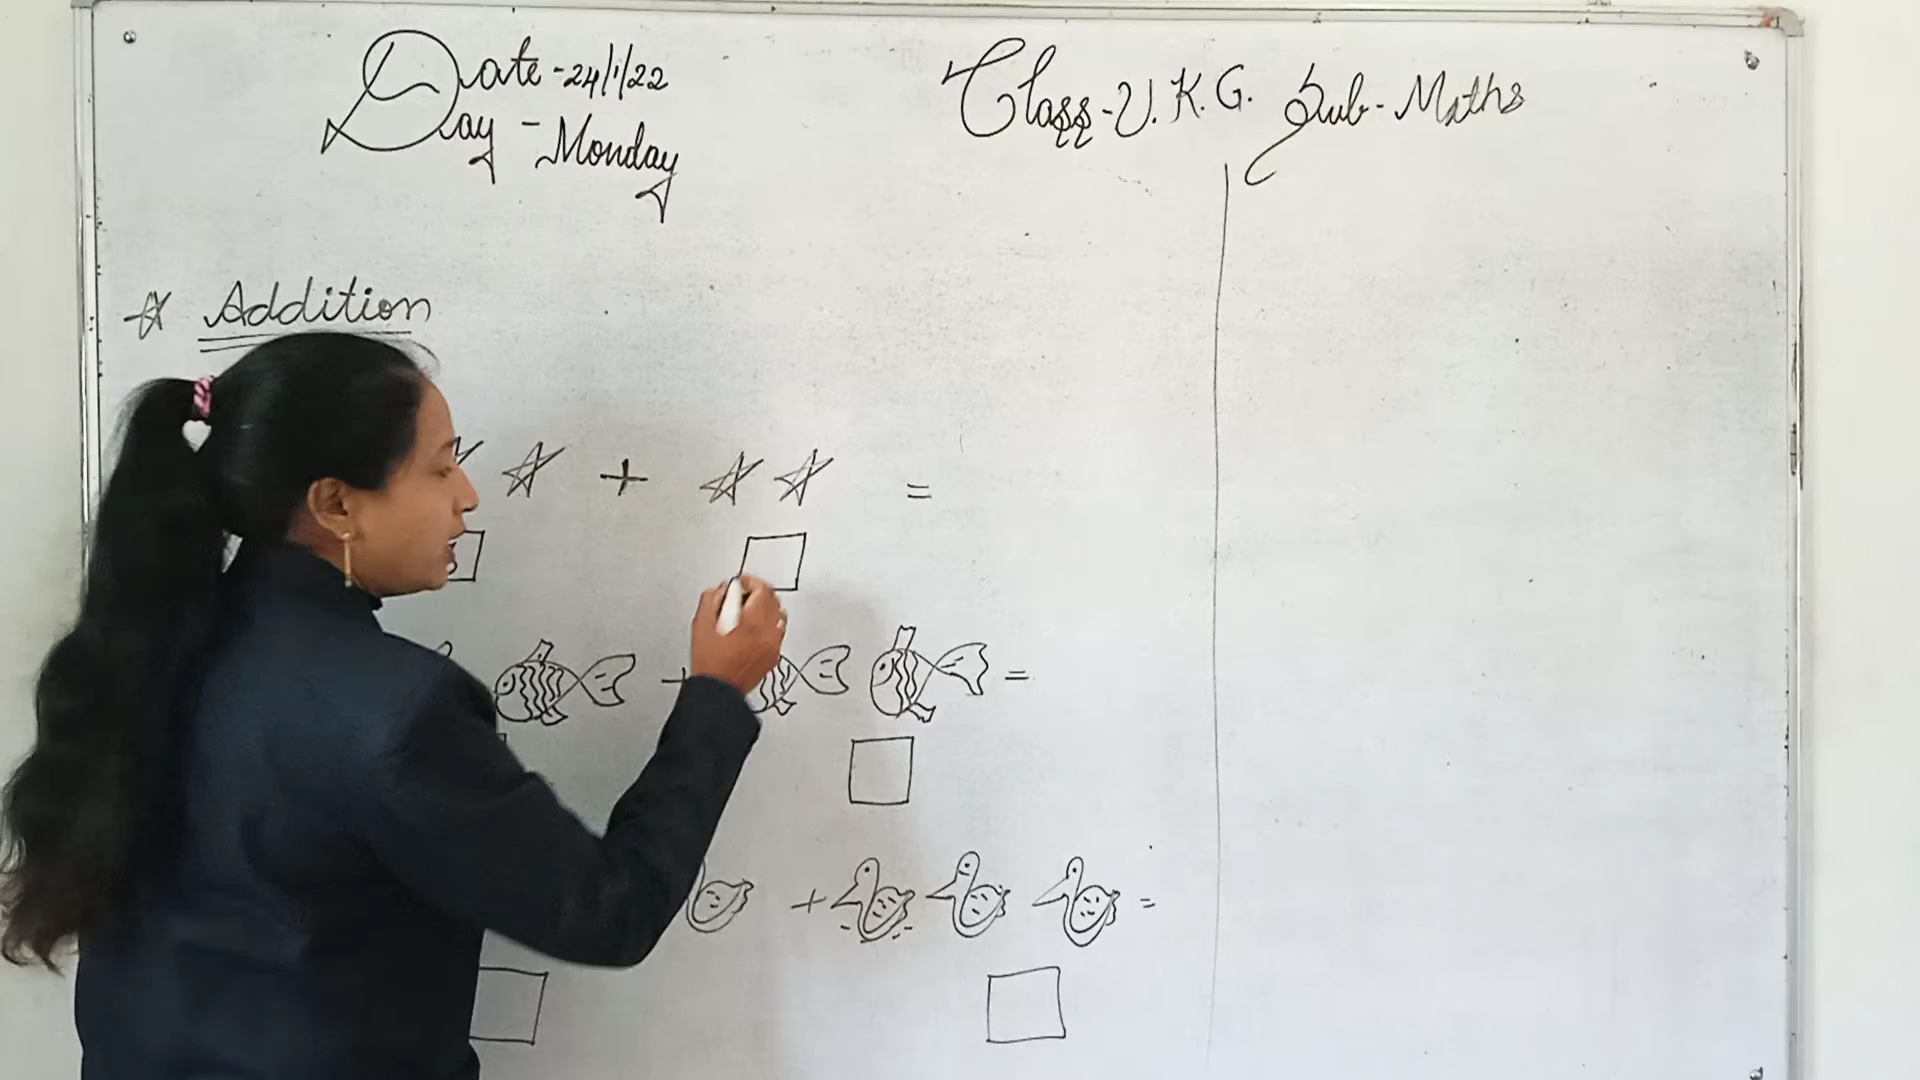 Date - 24/1/22
Day - Monday
Class - U.K.G. Sub - Maths
☆ Addition
+ =
+ =
+ =